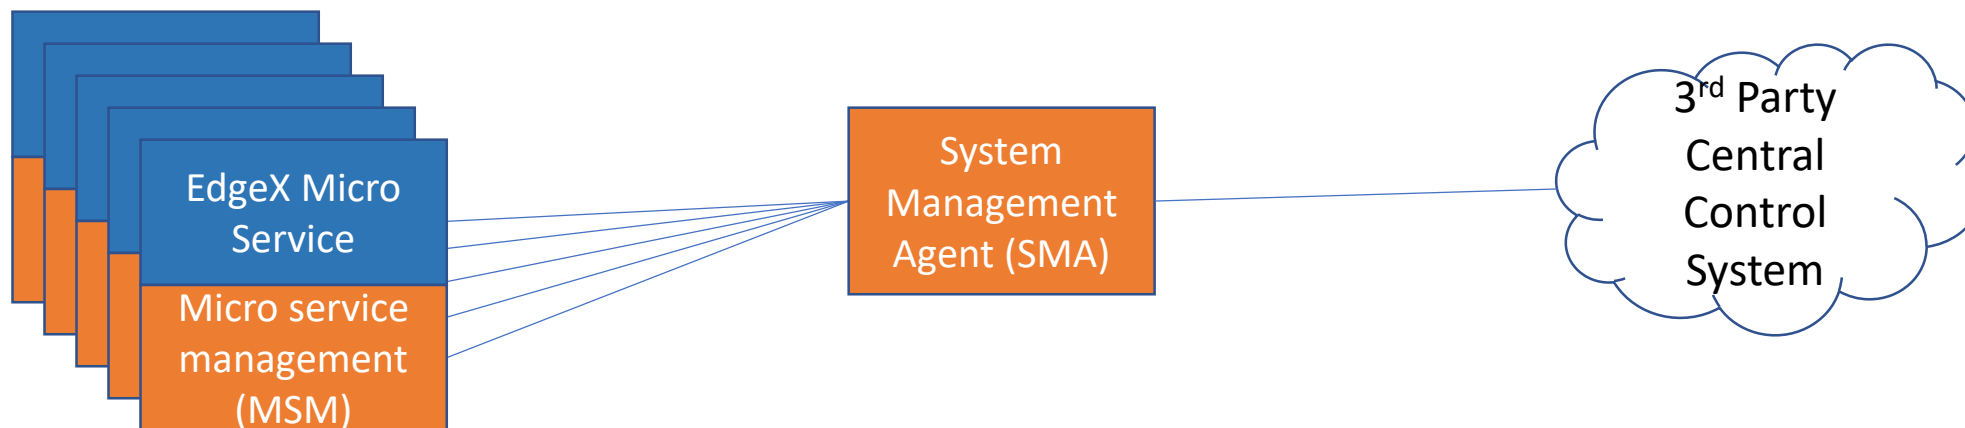 EdgeX Micro
Service
Micro service
management
(MSM)
System
Management
Agent (SMA)
3rd Party
Central
Control
System